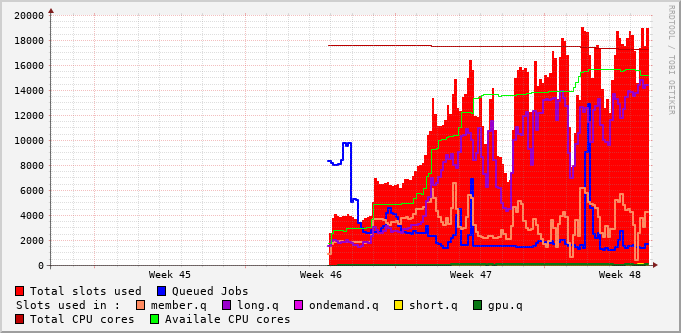 20000
18000
16000
14000
12000
10000
8000
6000
4000
2000
0
Week 45 Week 46 Week 47 Week 48
RRDTOOL / TOBI OETIKER
Total slots used Queued Jobs
Slots used in : member.q long.q ondemand.q short.q gpu.q
Total CPU cores Availale CPU cores